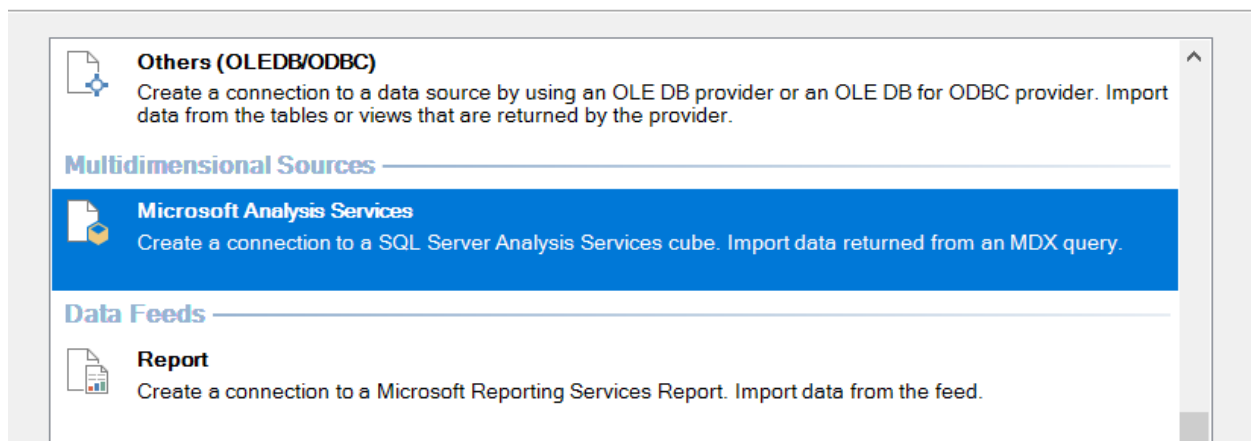 Others (OLEDB/ODBC)
Create a connection to a data source by using an OLE DB provider or an OLE DB for ODBC provider. Import
data from the tables or views that are returned by the provider.
Multidimensional Sources
Microsoft Analysis Services
Create a connection to a SQL Server Analysis Services cube. Import data returned from an MDX query.
Data Feeds
Report
Create a connection to a Microsoft Reporting Services Report. Import data from the feed.